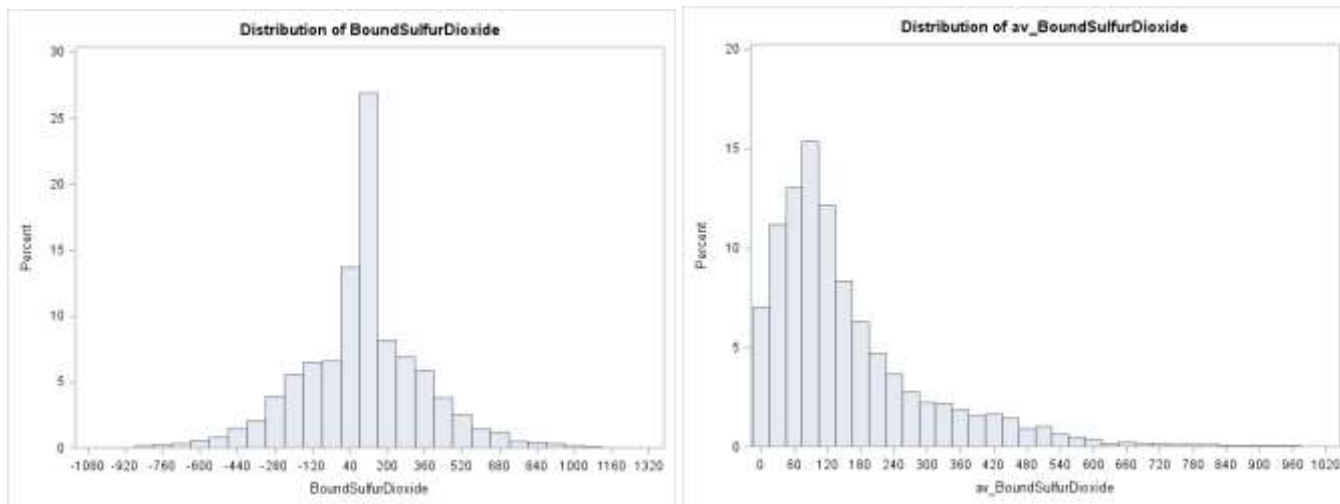 Distribution of BoundSulfurDioxide
30
25
20
15
10
5
0
Percent
-1080 -920 -760 -600 -440 -280 -120 40 200 360 520 680 840 1000 1160 1320
BoundSulfurDioxide
Distribution of av_BoundSulfurDioxide
20
15
10
5
0
Percent
0 60 120 180 240 300 360 420 480 540 600 660 720 780 840 900 960 1020
av_BoundSulfurDioxide